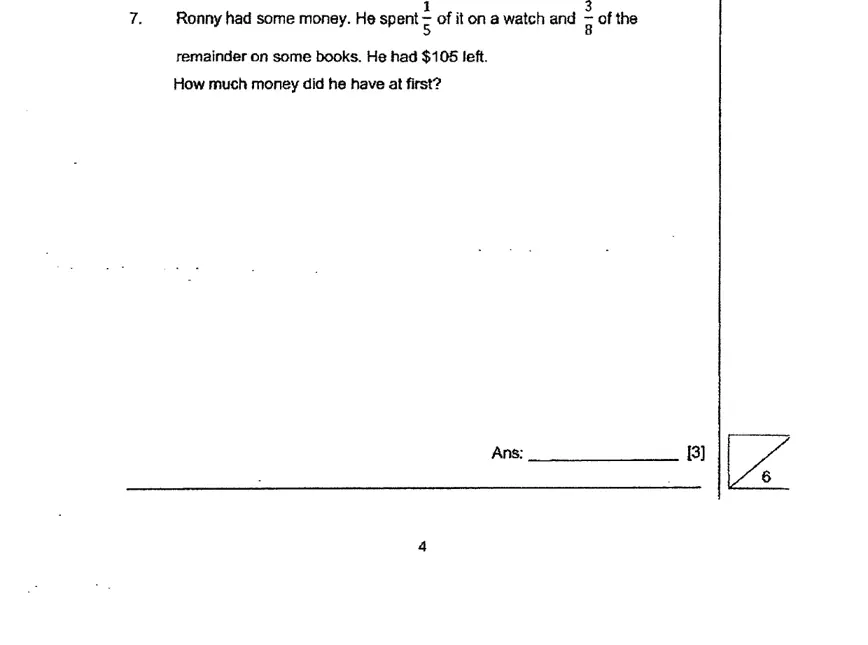 7. Ronny had some money. He spent 1/5 of it on a watch and 3/8 of the
remainder on some books. He had $105 left.
How much money did he have at first?
Ans: ____________ [3]
6
4